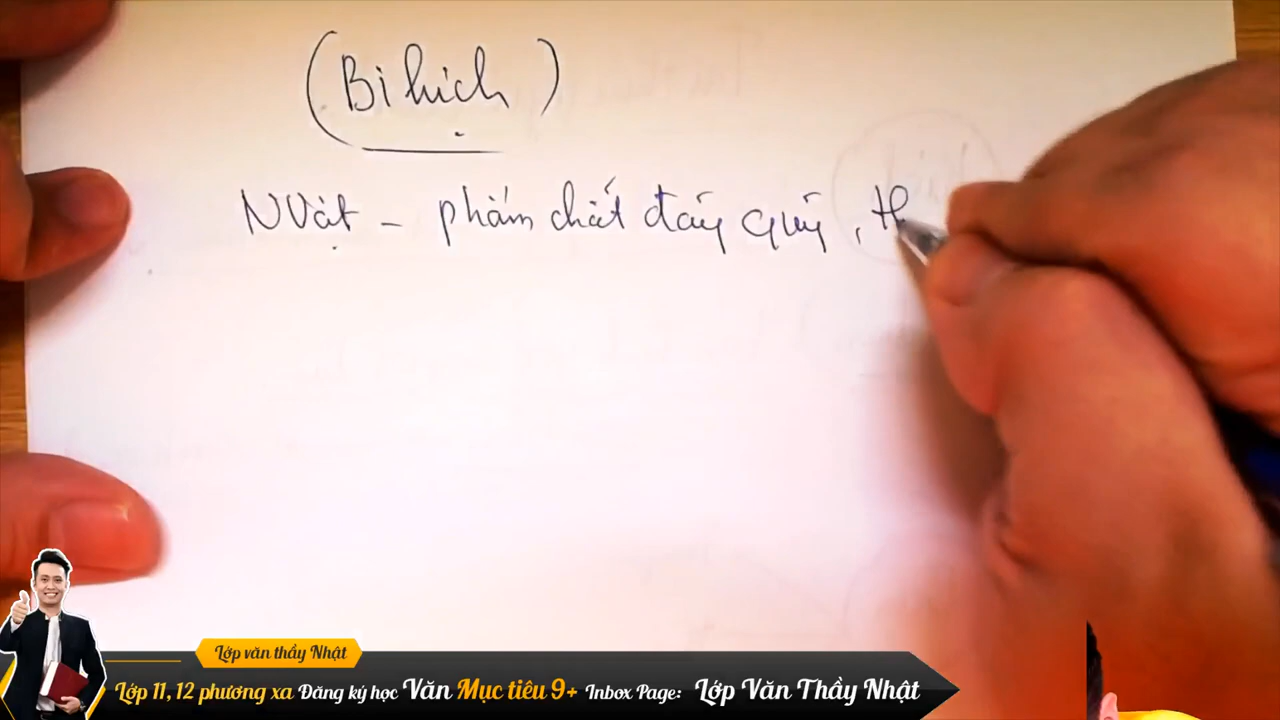 (Bi kịch)
NVật - phẩm chất đáng quý, th
Lớp văn thầy Nhật
Lớp 11, 12 phương xa Đăng ký học Văn Mục tiêu 9+ Inbox Page: Lớp Văn Thầy Nhật